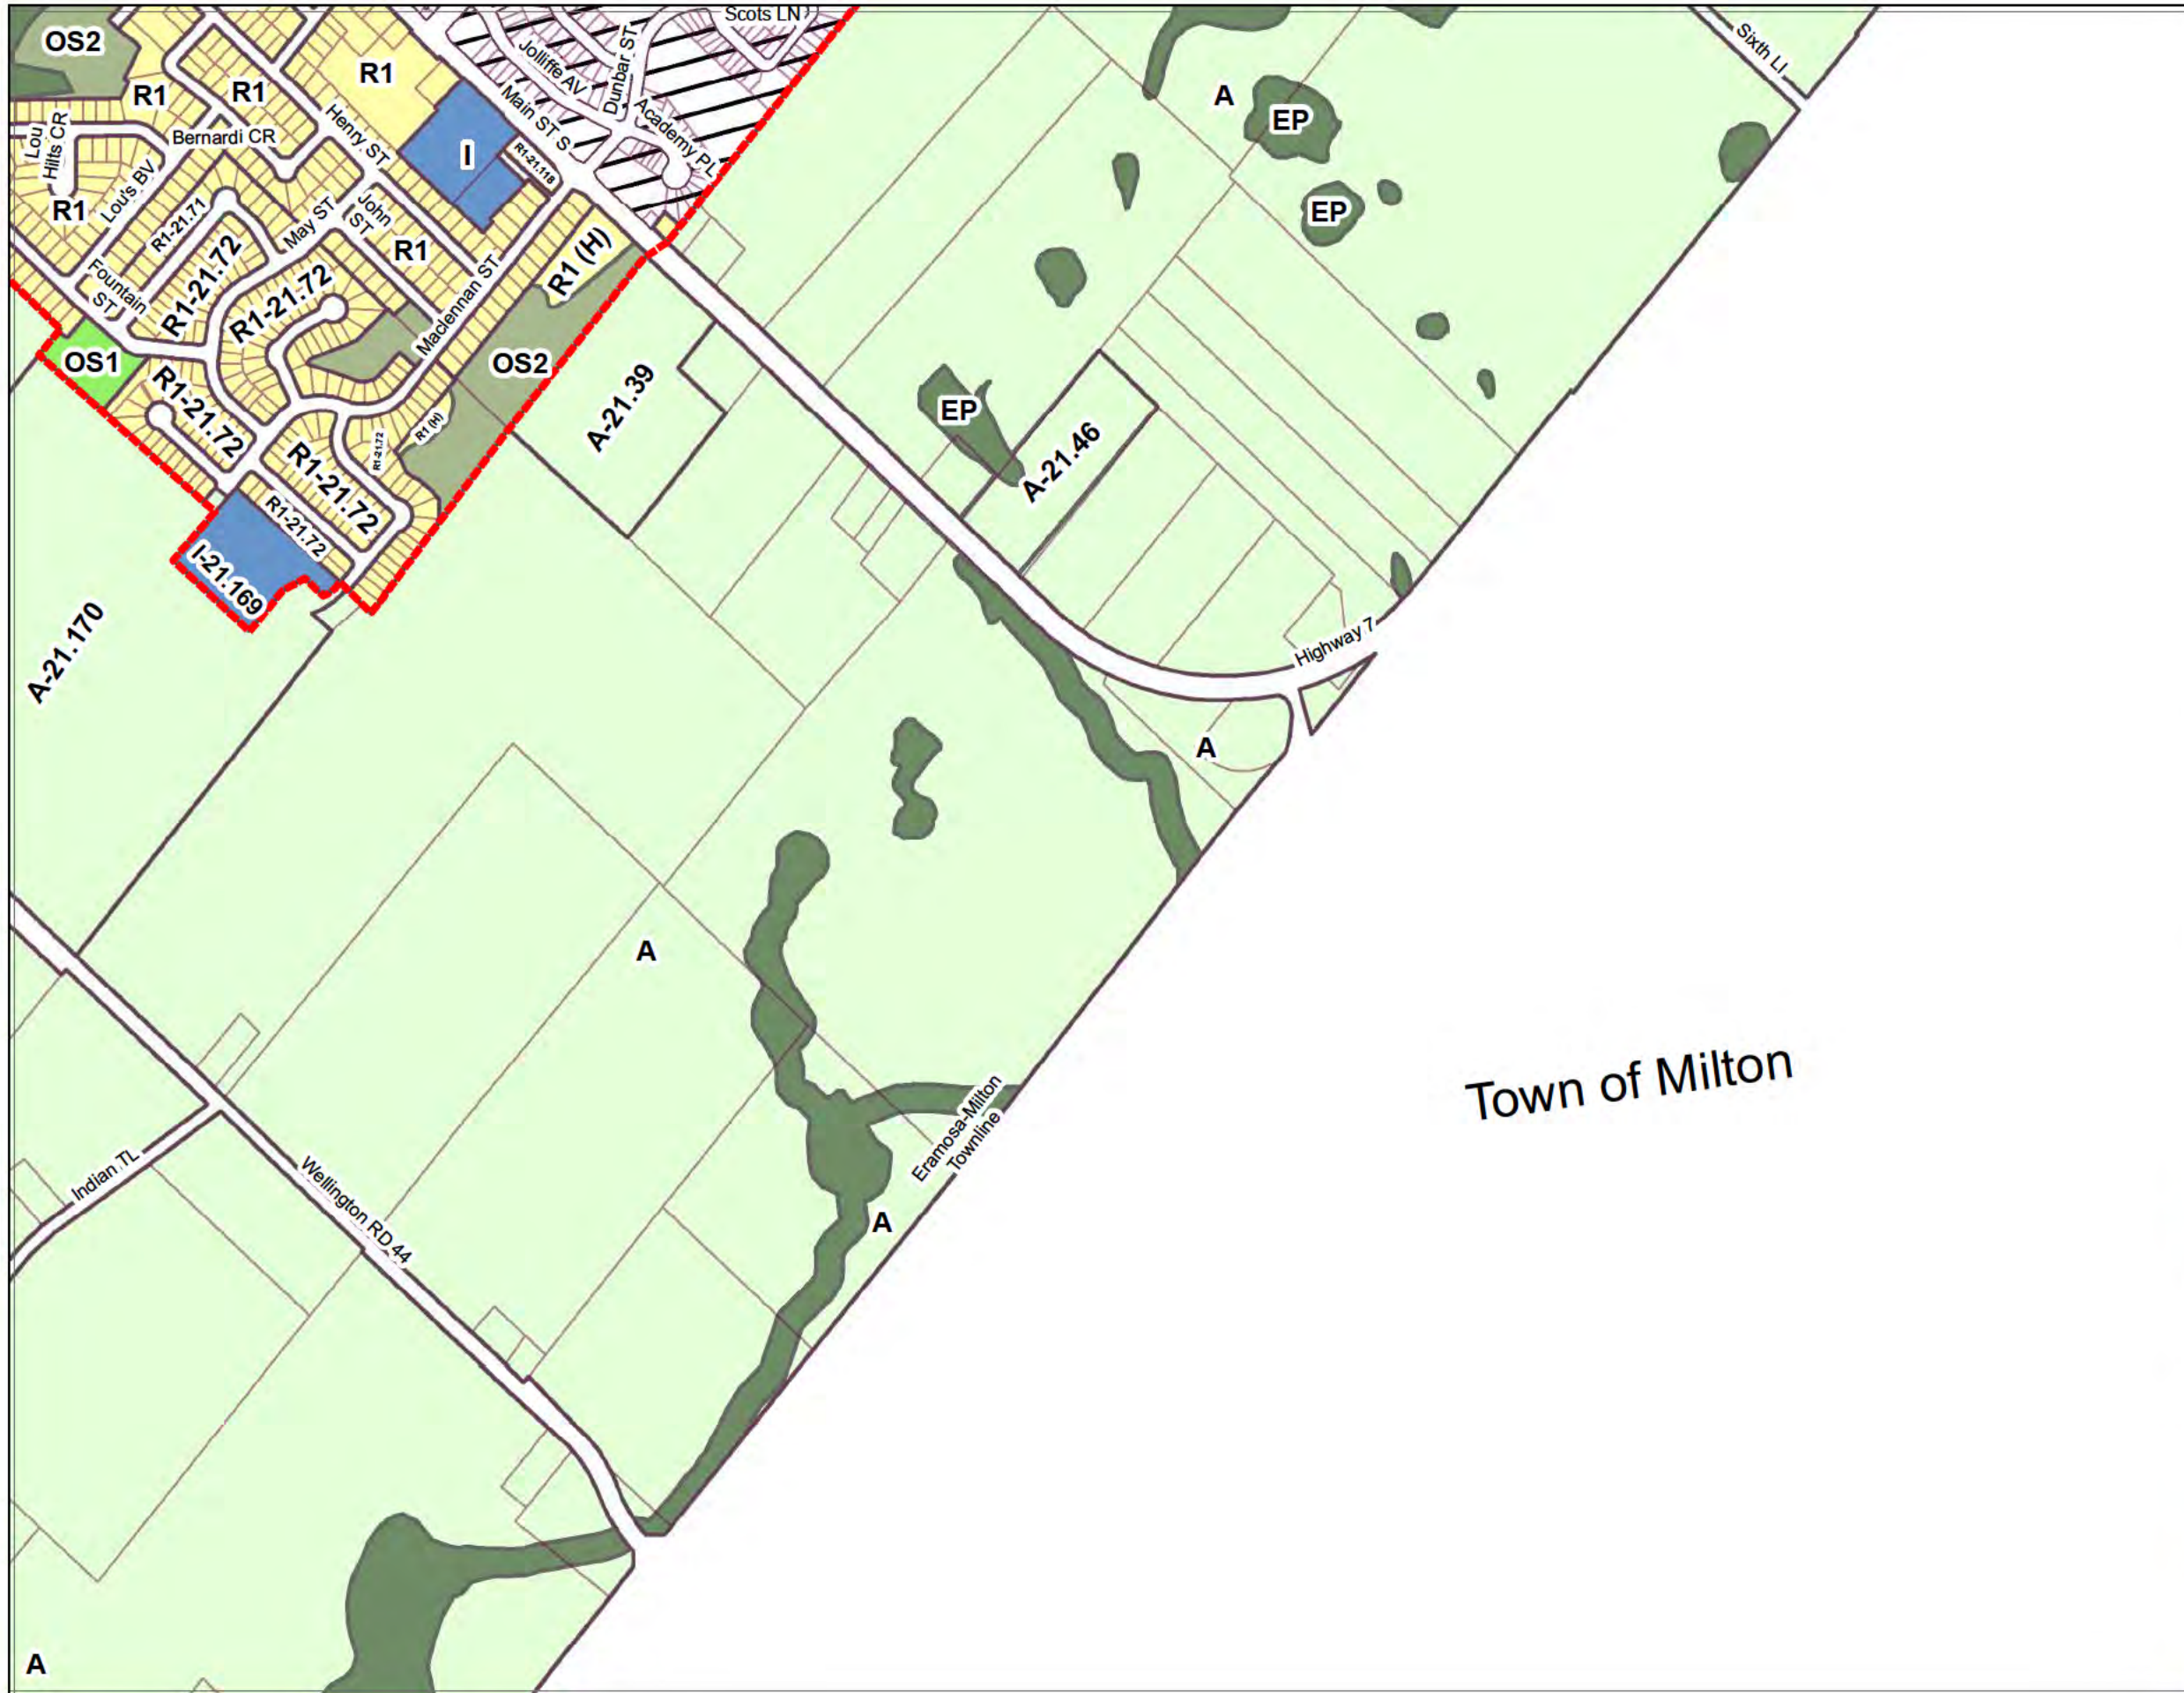 Scots LN
OS2
Jolliffe AV
Dunbar ST
Sixth LI
R1
R1
R1
Main ST S
Academy PL
A
EP
Lou
Hilts CR
Bernardi CR
Henry ST
I
R1-21.118
R1
Lou's BV
R1-21.71
May ST
John
ST
R1
R1 (H)
EP
Fountain
ST
R1-21.72
R1-21.72
Maclennan ST
OS1
OS2
A-21.39
R1-21.72
R1 (H)
R1-21.72
EP
A-21.46
R1-21.72
R1-21.72
I-21.169
A-21.170
Highway 7
A
A
Town of Milton
Eramosa-Milton
Townline
Indian TL
Wellington RD 44
A
A